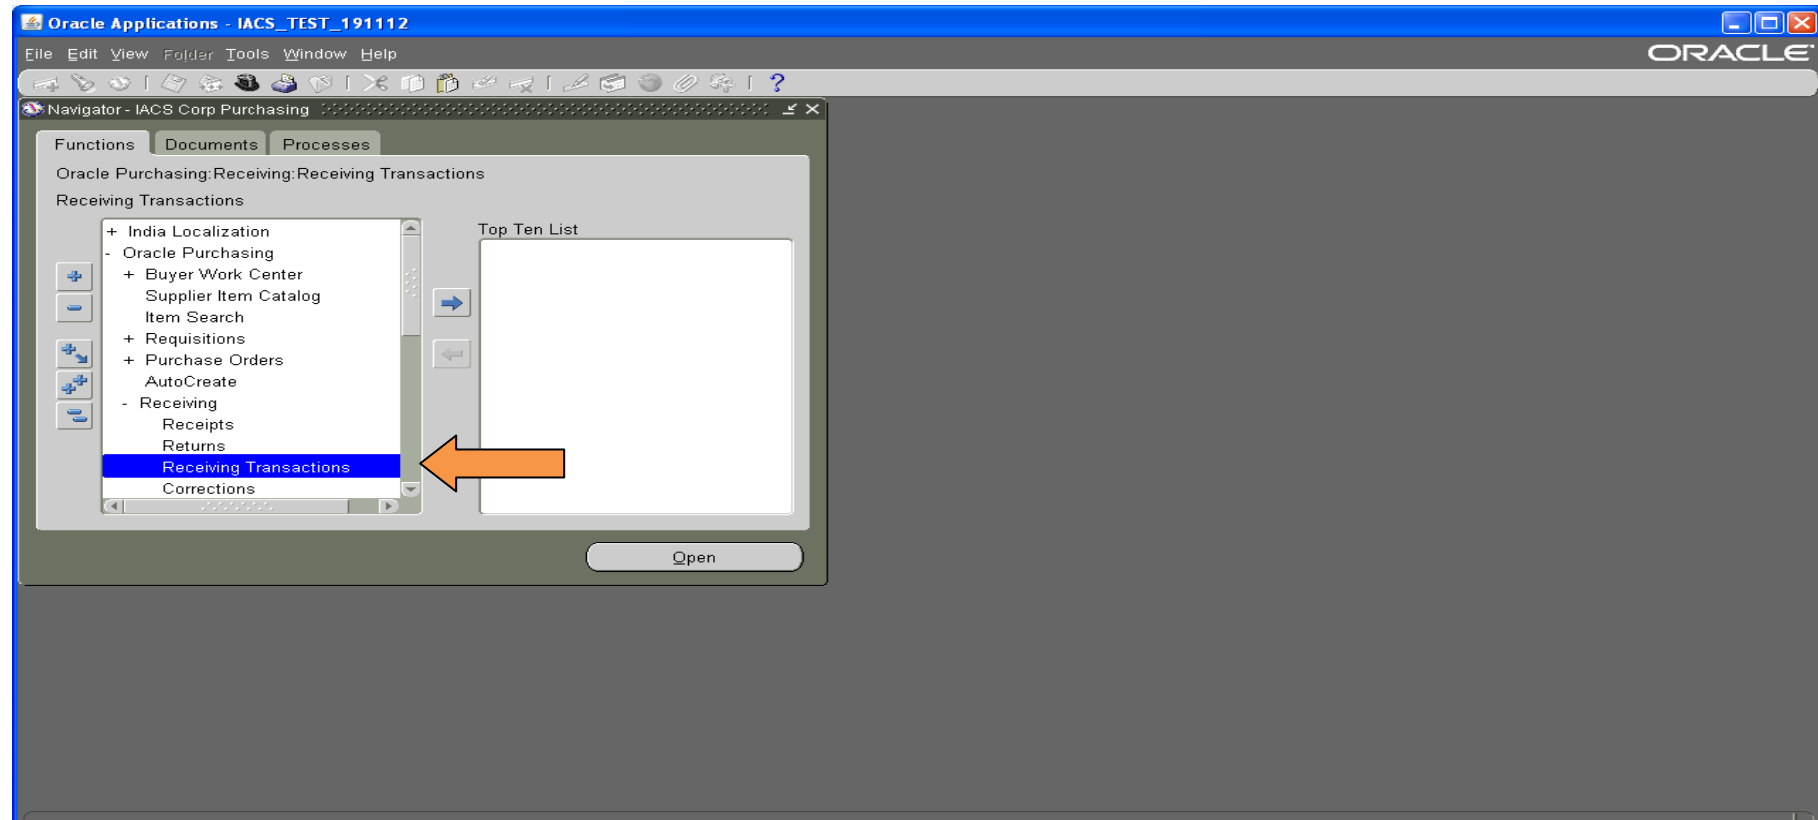 Oracle Applications - IACS_TEST_191112
File Edit View Folder Tools Window Help
ORACLE
?
Navigator - IACS Corp Purchasing
Functions Documents Processes
Oracle Purchasing:Receiving:Receiving Transactions
Receiving Transactions
Top Ten List
+ India Localization
- Oracle Purchasing
+ Buyer Work Center
Supplier Item Catalog
Item Search
+ Requisitions
+ Purchase Orders
AutoCreate
- Receiving
Receipts
Returns
Receiving Transactions
Corrections
Open